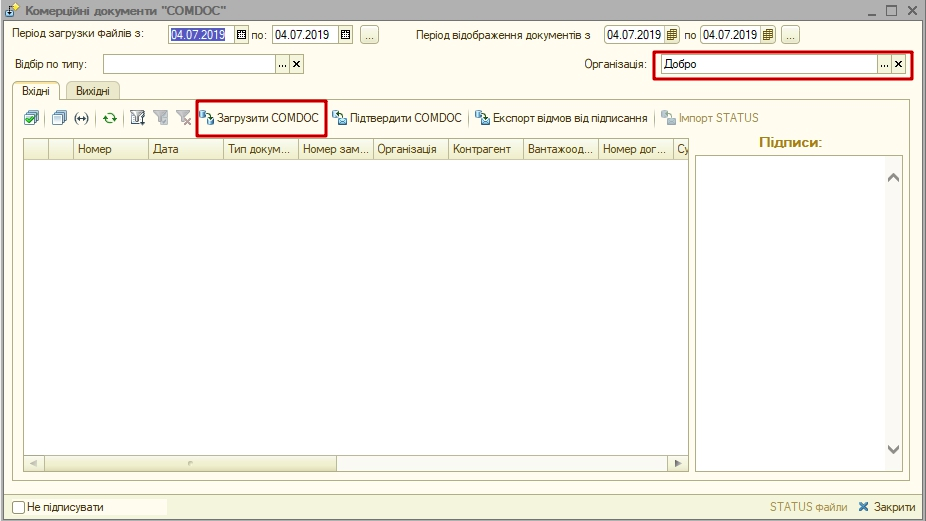 Комерційні документи "COMDOC"
Період загрузки файлів з: 04.07.2019 по: 04.07.2019 ... Період відображення документів з 04.07.2019 по 04.07.2019 ...
Відбір по типу: ... Організація: Добро ...
Вхідні Вихідні
Загрузити COMDOC Підтвердити COMDOC Експорт відмов від підписання Імпорт STATUS
Номер Дата Тип докум... Номер зам... Організація Контрагент Вантажоод... Номер дог... Су
Підписи:
Не підписувати STATUS файли Закрити